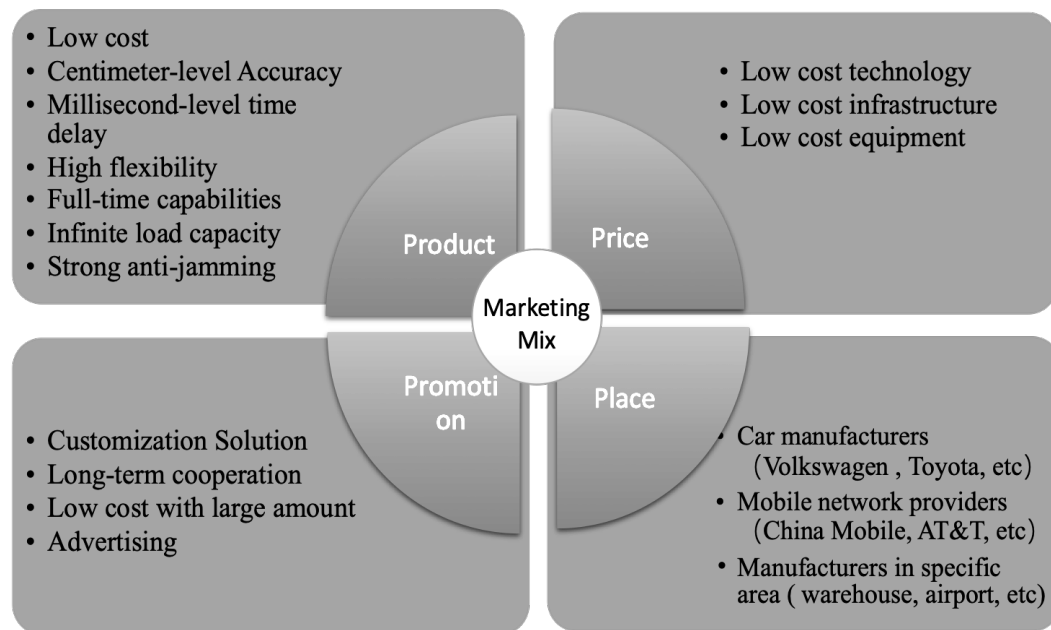 • Low cost
• Centimeter-level Accuracy
• Millisecond-level time
delay
• High flexibility
• Full-time capabilities
• Infinite load capacity
• Strong anti-jamming
Product
• Low cost technology
• Low cost infrastructure
• Low cost equipment
Price
Marketing
Mix
• Customization Solution
• Long-term cooperation
• Low cost with large amount
• Advertising
Promoti
on
Place
• Car manufacturers
(Volkswagen , Toyota, etc)
• Mobile network providers
(China Mobile, AT&T, etc)
• Manufacturers in specific
area ( warehouse, airport, etc)